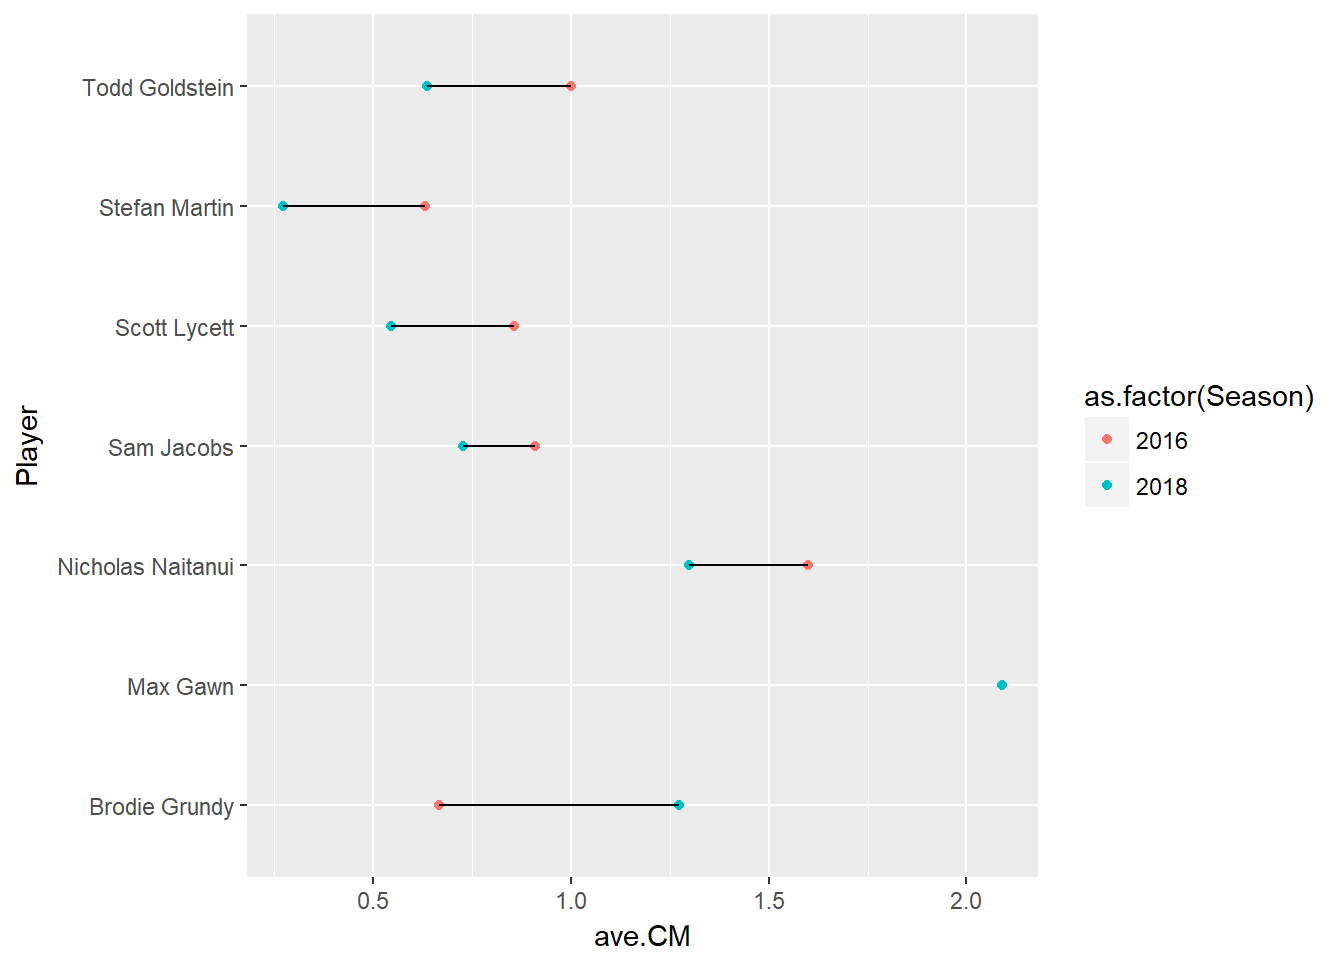 Todd Goldstein
Stefan Martin
Scott Lycett
Sam Jacobs
Nicholas Naitanui
Max Gawn
Brodie Grundy
Player
0.5 1.0 1.5 2.0
ave.CM
as.factor(Season)
2016
2018